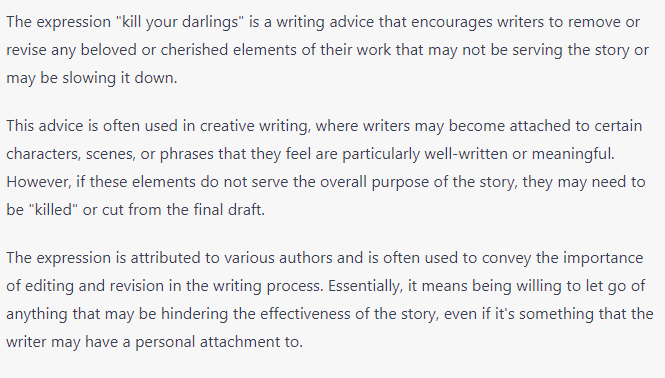 The expression "kill your darlings" is a writing advice that encourages writers to remove or
revise any beloved or cherished elements of their work that may not be serving the story or
may be slowing it down.
This advice is often used in creative writing, where writers may become attached to certain
characters, scenes, or phrases that they feel are particularly well-written or meaningful.
However, if these elements do not serve the overall purpose of the story, they may need to
be "killed" or cut from the final draft.
The expression is attributed to various authors and is often used to convey the importance
of editing and revision in the writing process. Essentially, it means being willing to let go of
anything that may be hindering the effectiveness of the story, even if it's something that the
writer may have a personal attachment to.